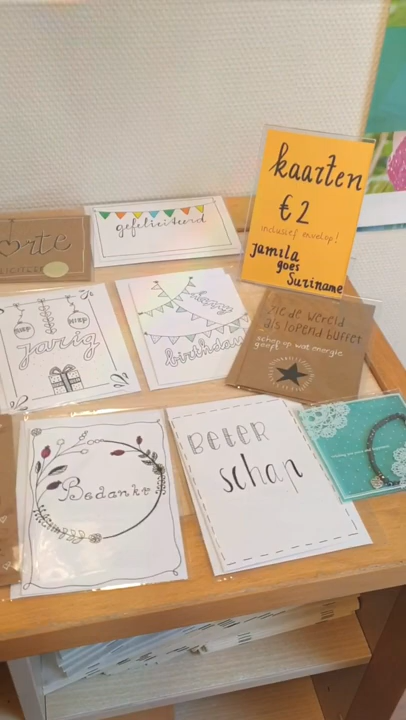 kaarten
€2
inclusief envelop!
Jamila
goes
Suriname
gefeliciteerd
hiep
hiep
jarig
happy
birthday
zie de wereld
als lopend buffet
schep op wat energie
geeft
Bedankt
BETER
schap